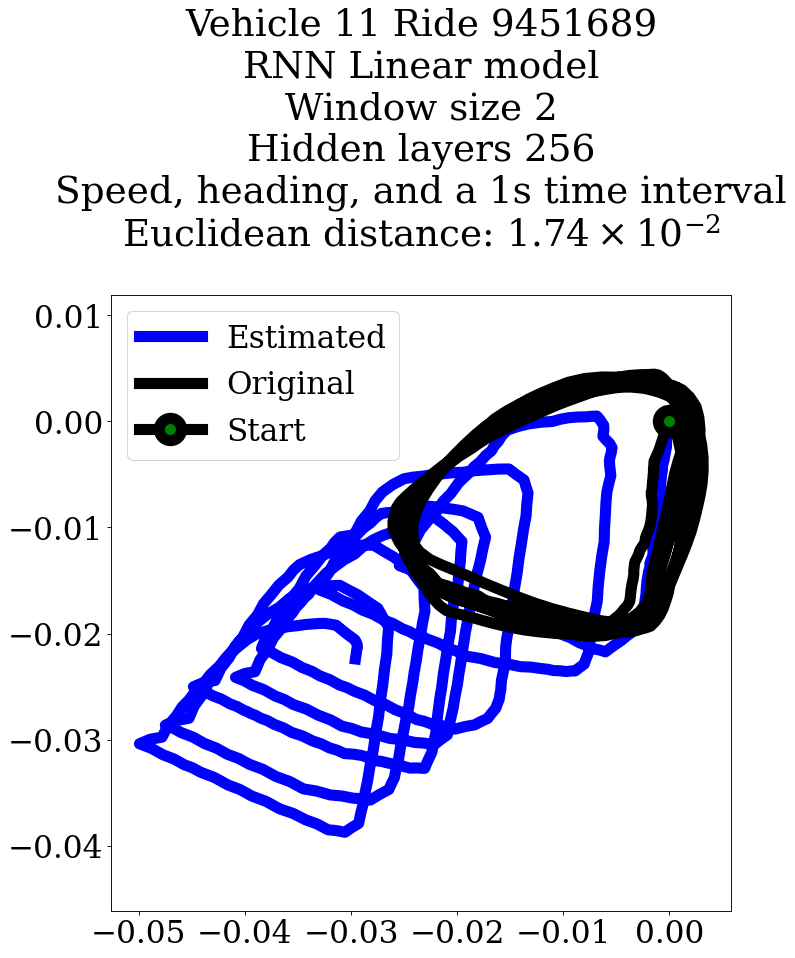 Vehicle 11 Ride 9451689
RNN Linear model
Window size 2
Hidden layers 256
Speed, heading, and a 1s time interval
Euclidean distance: 1.74 × 10⁻²
Estimated
Original
Start
0.01
0.00
−0.01
−0.02
−0.03
−0.04
−0.05 −0.04 −0.03 −0.02 −0.01 0.00